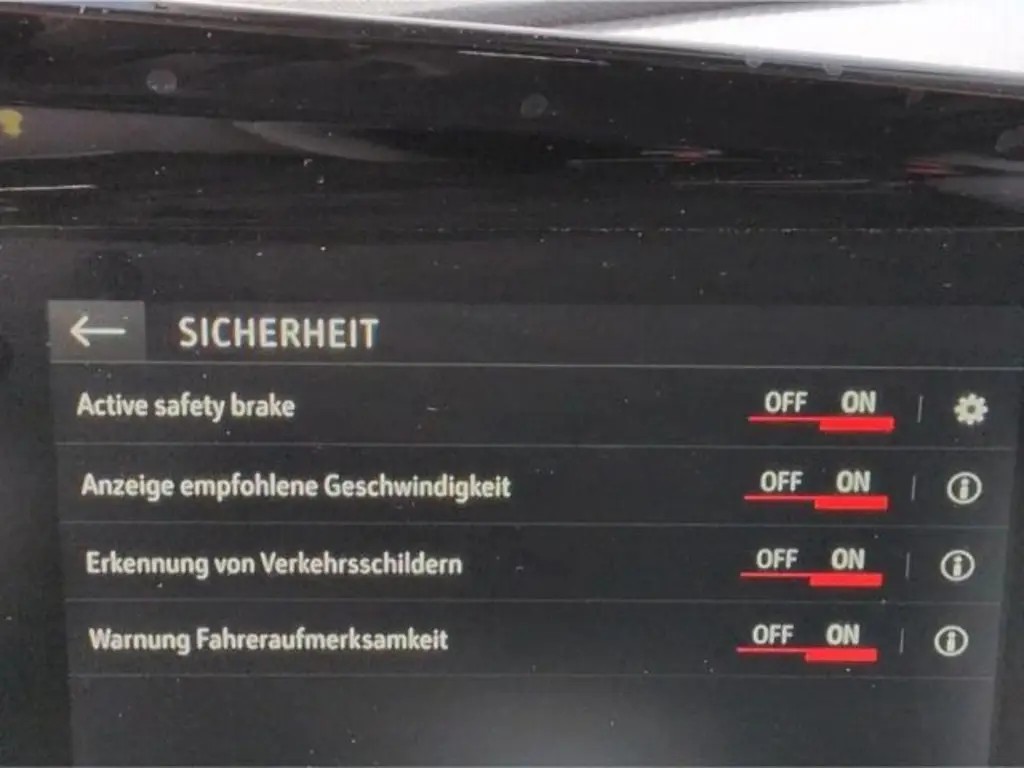 SICHERHEIT
Active safety brake OFF ON
Anzeige empfohlene Geschwindigkeit OFF ON
Erkennung von Verkehrsschildern OFF ON
Warnung Fahreraufmerksamkeit OFF ON